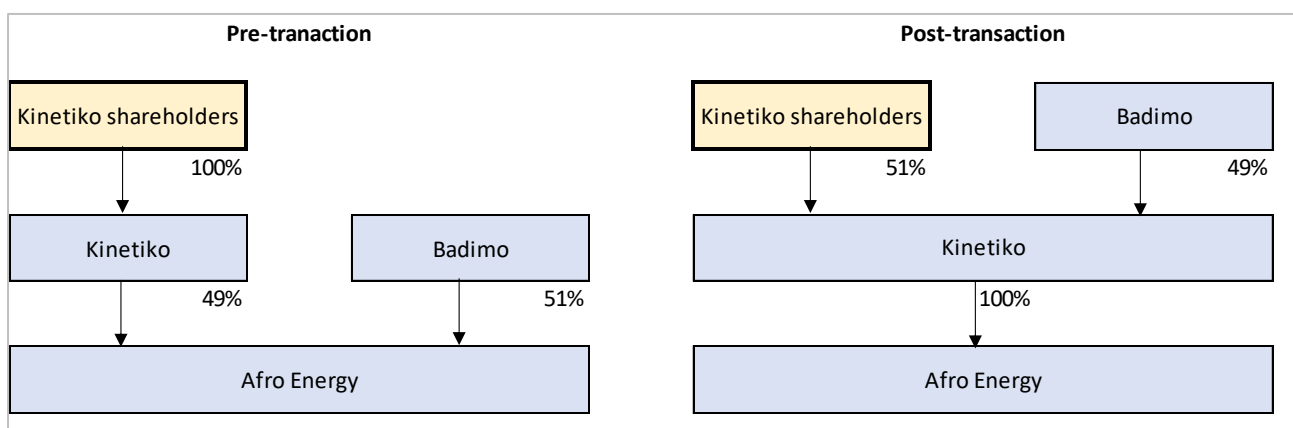 Pre-tranaction
Post-transaction
Kinetiko shareholders
Kinetiko shareholders
Badimo
100%
51%
49%
Kinetiko
Badimo
Kinetiko
49%
51%
100%
Afro Energy
Afro Energy